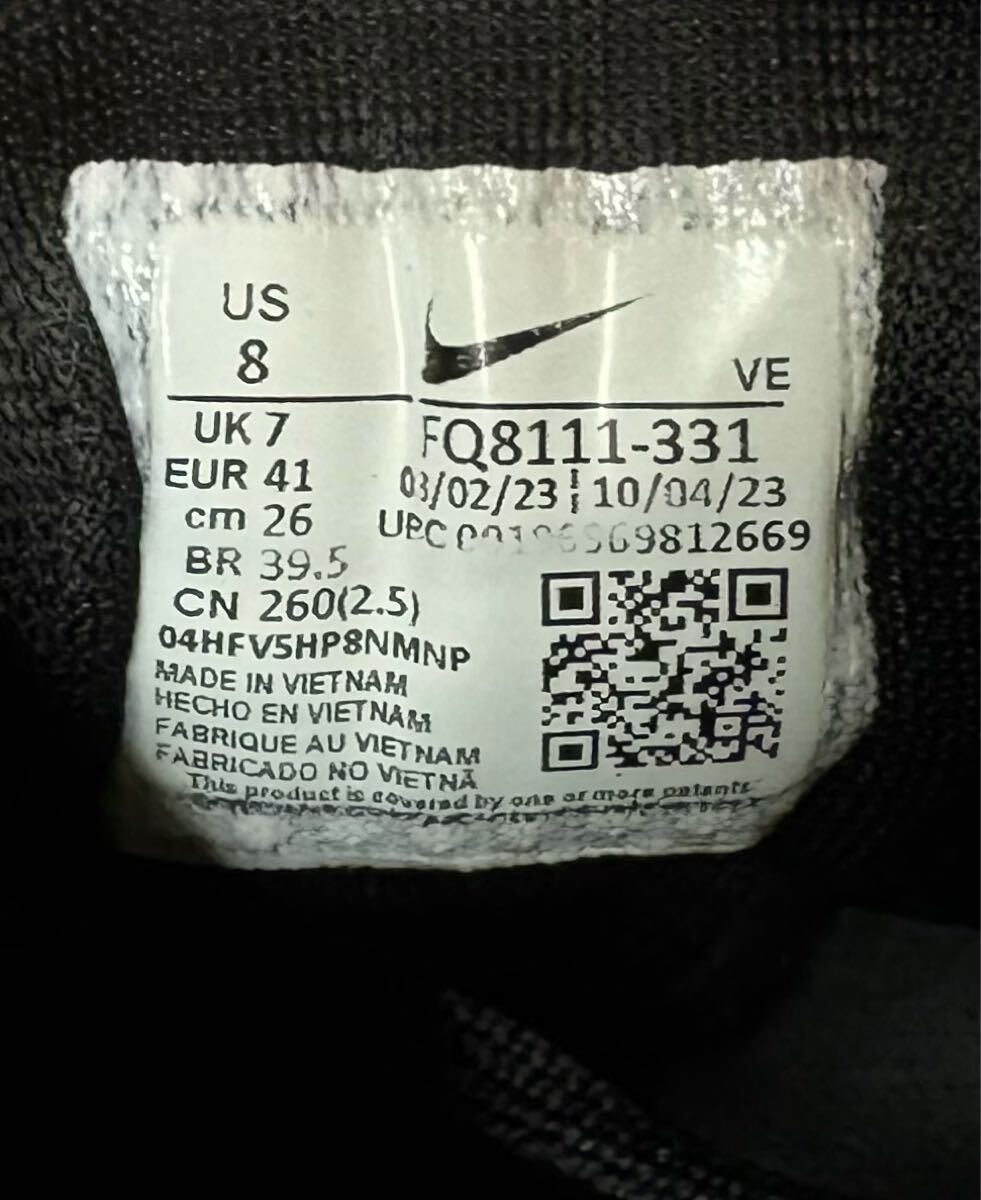 US
8
UK 7
EUR 41
cm 26
BR 39.5
CN 260(2.5)
04HFV5HP8NMNP
MADE IN VIETNAM
HECHO EN VIETNAM
FABRIQUE AU VIETNAM
FABRICADO NO VIETNÃ
This product is covered by one or more patents
VE
FQ8111-331
03/02/23 10/04/23
UPC